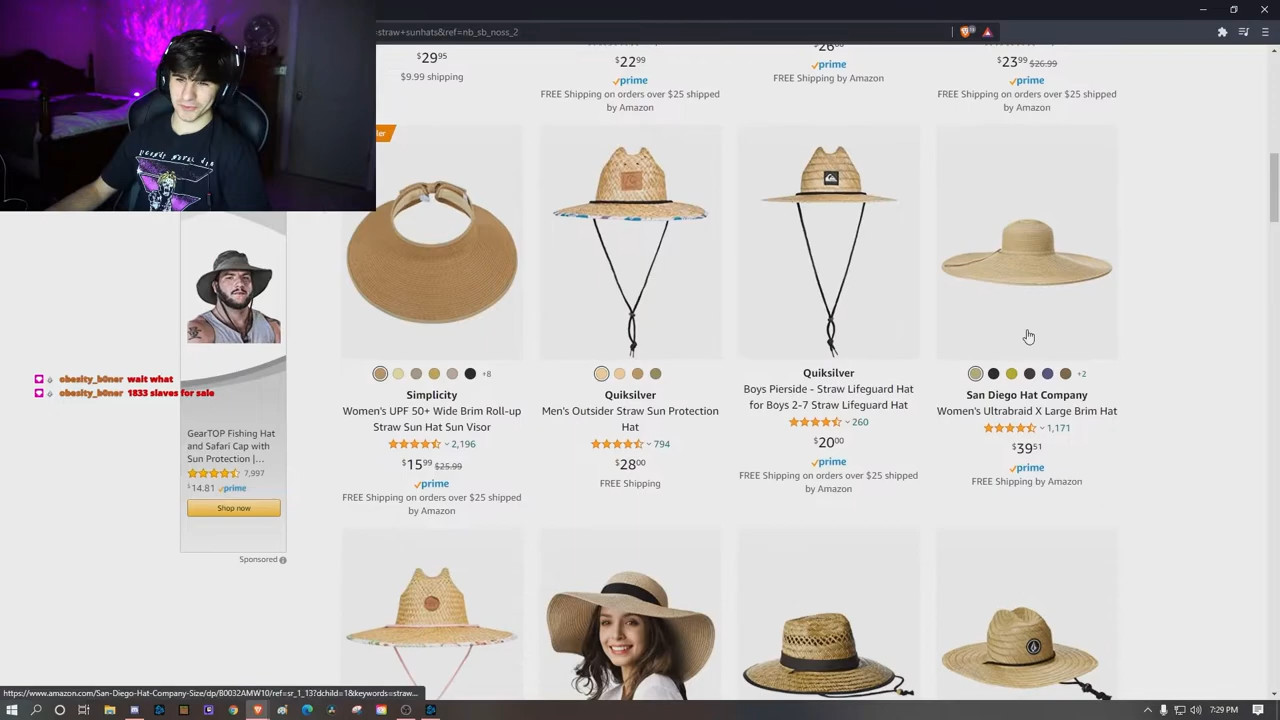 =straw+sunhats&ref=nb_sb_noss_2
$29.95
$9.99 shipping
$22.99
prime
FREE Shipping on orders over $25 shipped
by Amazon
$26.00
prime
FREE Shipping by Amazon
$23.99 $26.99
prime
FREE Shipping on orders over $25 shipped
by Amazon
ller
Simplicity
Women's UPF 50+ Wide Brim Roll-up
Straw Sun Hat Sun Visor
2,196
$15.99 $25.99
prime
FREE Shipping on orders over $25 shipped
by Amazon
+8
Quiksilver
Men's Outsider Straw Sun Protection
Hat
794
$28.00
FREE Shipping
Quiksilver
Boys Pierside - Straw Lifeguard Hat
for Boys 2-7 Straw Lifeguard Hat
260
$20.00
prime
FREE Shipping on orders over $25 shipped
by Amazon
+2
San Diego Hat Company
Women's Ultrabraid X Large Brim Hat
1,171
$39.51
prime
FREE Shipping by Amazon
obesity_b0ner wait what
obesity_b0ner 1833 slaves for sale
GearTOP Fishing Hat
and Safari Cap with
Sun Protection |...
7,997
$14.81 prime
Shop now
Sponsored
https://www.amazon.com/San-Diego-Hat-Company-Size/dp/B0032AMW10/ref=sr_1_13?dchild=1&keywords=straw...
7:29 PM